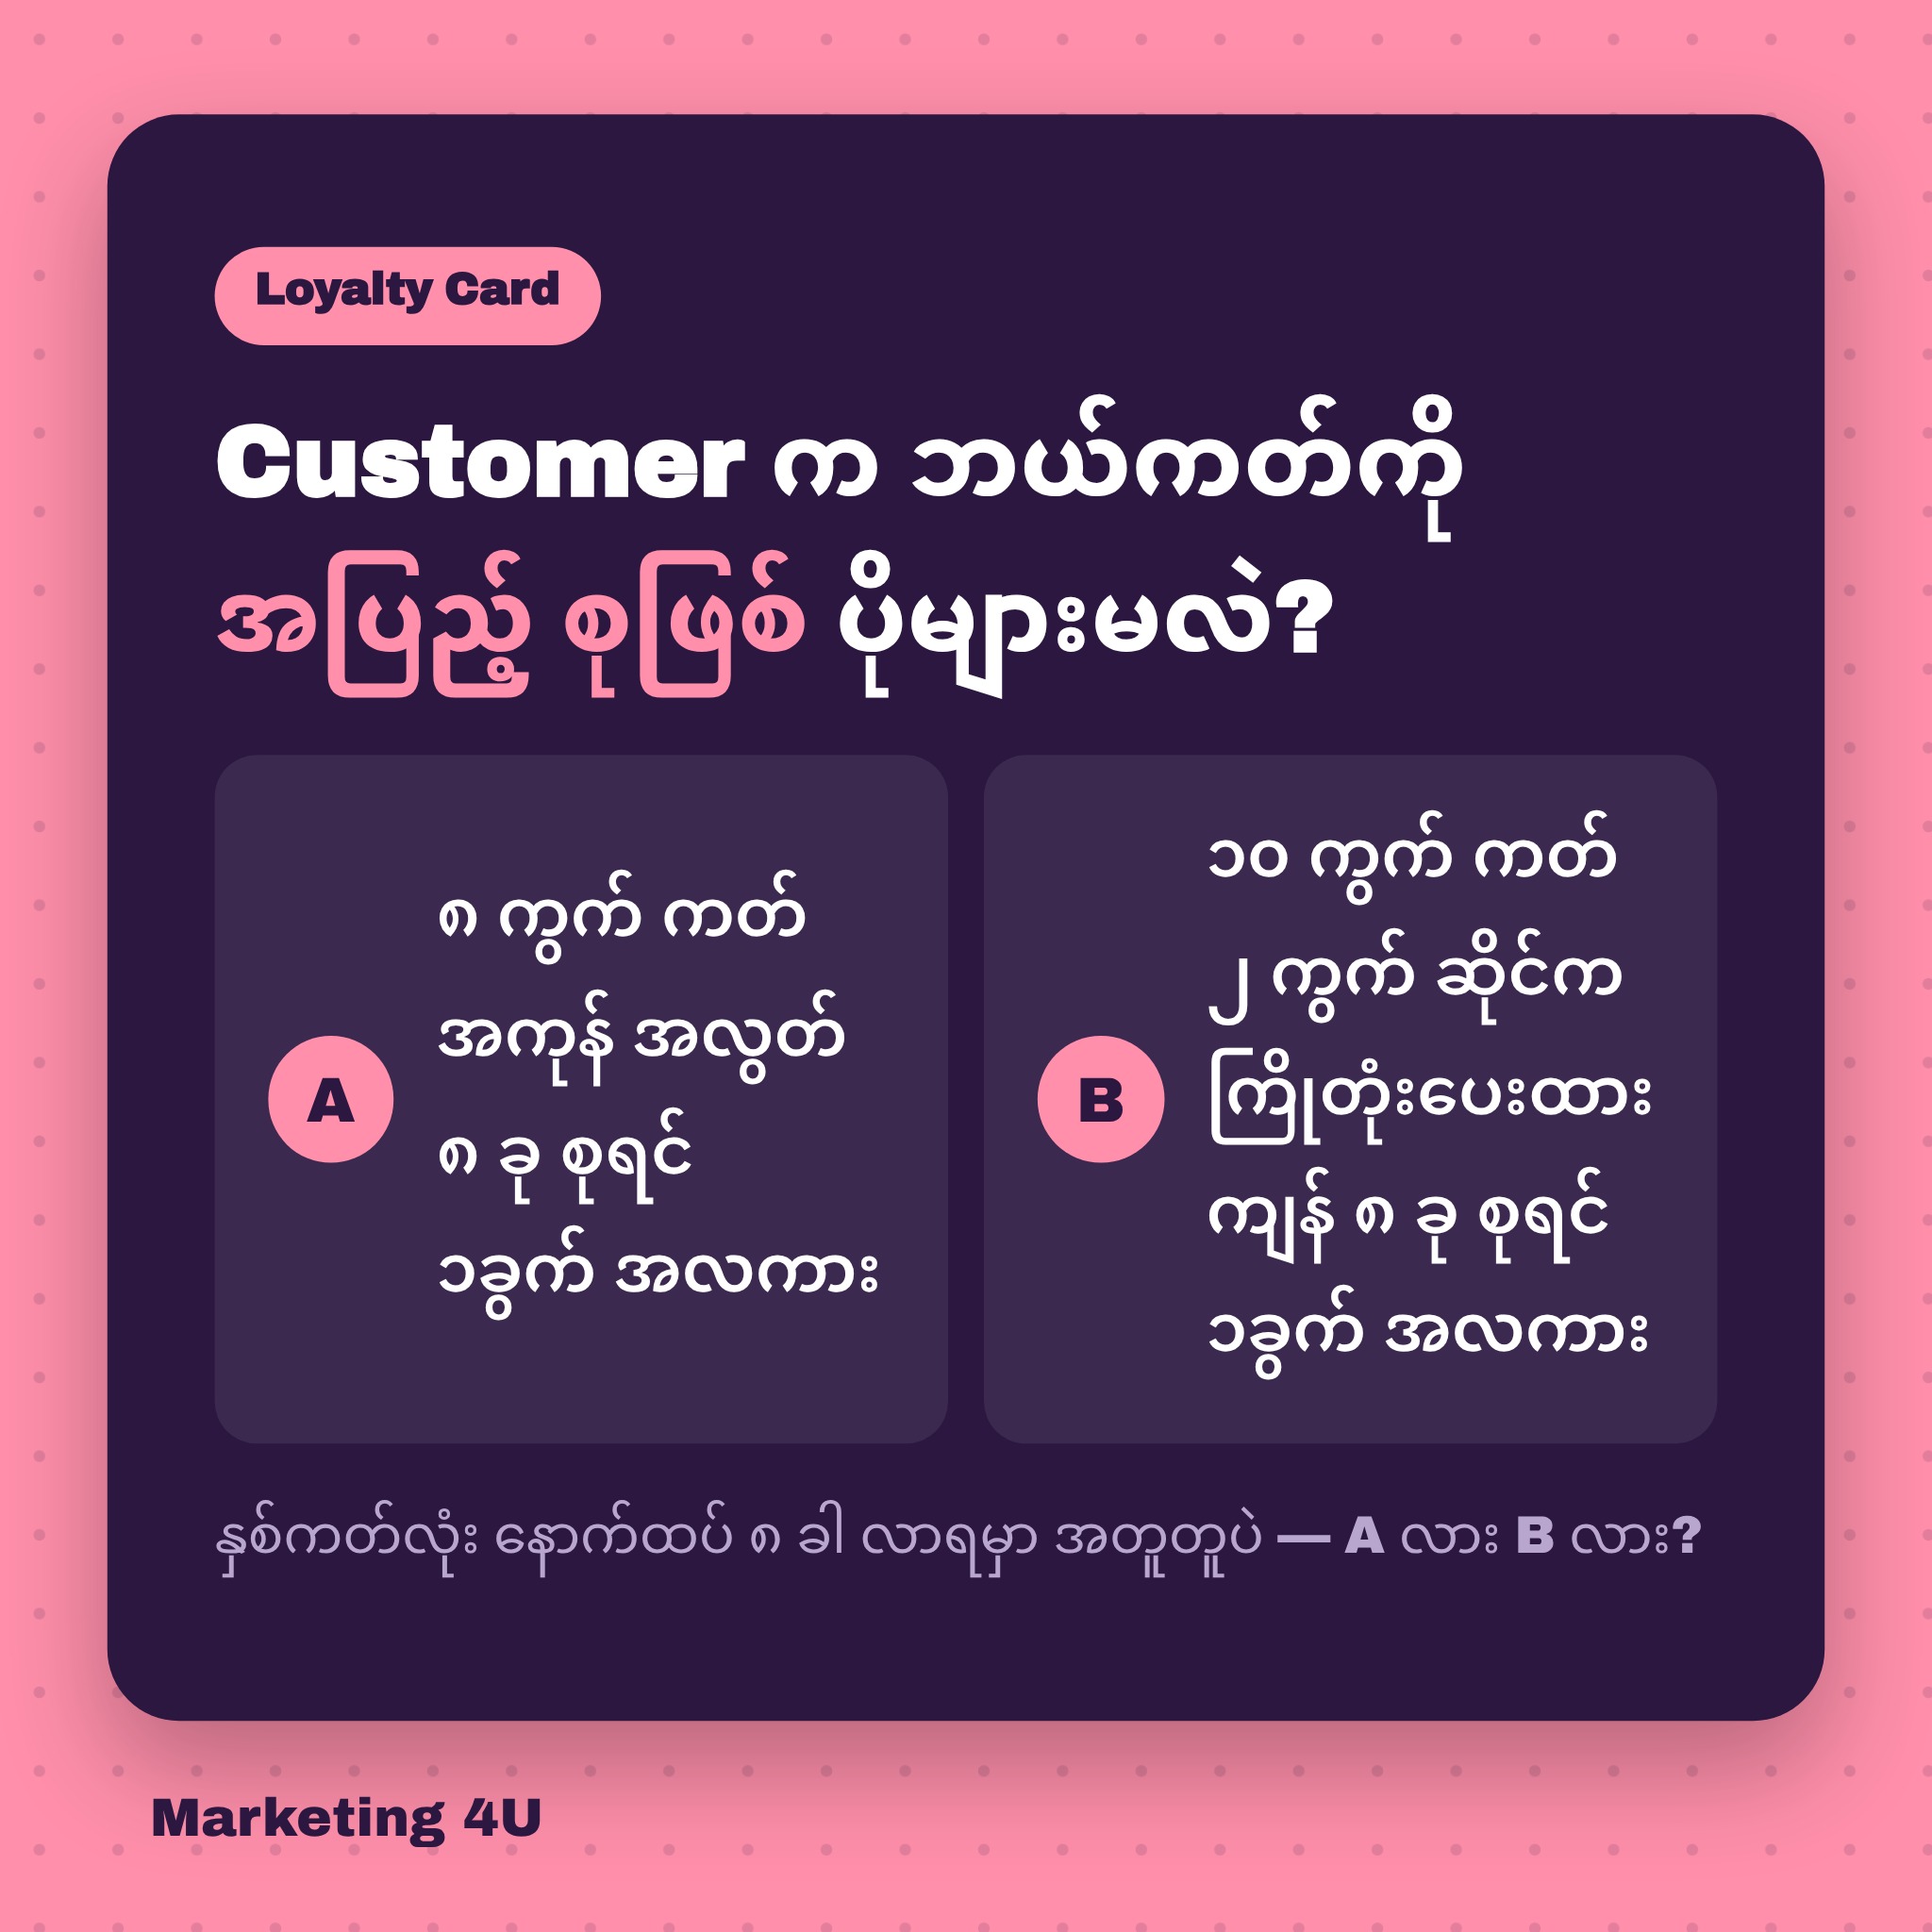 Loyalty Card
Customer က ဘယ်ကတ်ကို
အပြည့် စုဖြစ် ပိုများမလဲ?
A
၈ ကွက် ကတ်
အကုန် အလွတ်
၈ ခု စုရင်
၁ခွက် အလကား
B
၁၀ ကွက် ကတ်
၂ ကွက် ဆိုင်က
ကြိုတုံးပေးထား
ကျန် ၈ ခု စုရင်
၁ခွက် အလကား
နှစ်ကတ်လုံး နောက်ထပ် ၈ ခါ လာရမှာ အတူတူပဲ — A လား B လား?
Marketing 4U